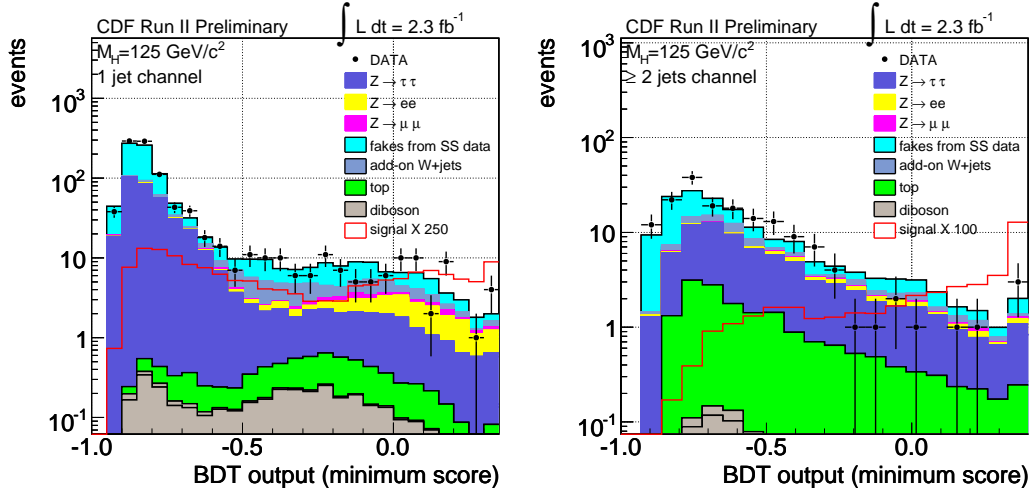 CDF Run II Preliminary ∫ L dt = 2.3 fb⁻¹
M_H=125 GeV/c²
1 jet channel
DATA
Z → τ τ
Z → ee
Z → μ μ
fakes from SS data
add-on W+jets
top
diboson
signal X 250
events
10³
10²
10
1
10⁻¹
-1.0 -0.5 0.0
BDT output (minimum score)
CDF Run II Preliminary ∫ L dt = 2.3 fb⁻¹
M_H=125 GeV/c²
≥ 2 jets channel
DATA
Z → τ τ
Z → ee
Z → μ μ
fakes from SS data
add-on W+jets
top
diboson
signal X 100
events
10³
10²
10
1
10⁻¹
-1.0 -0.5 0.0
BDT output (minimum score)